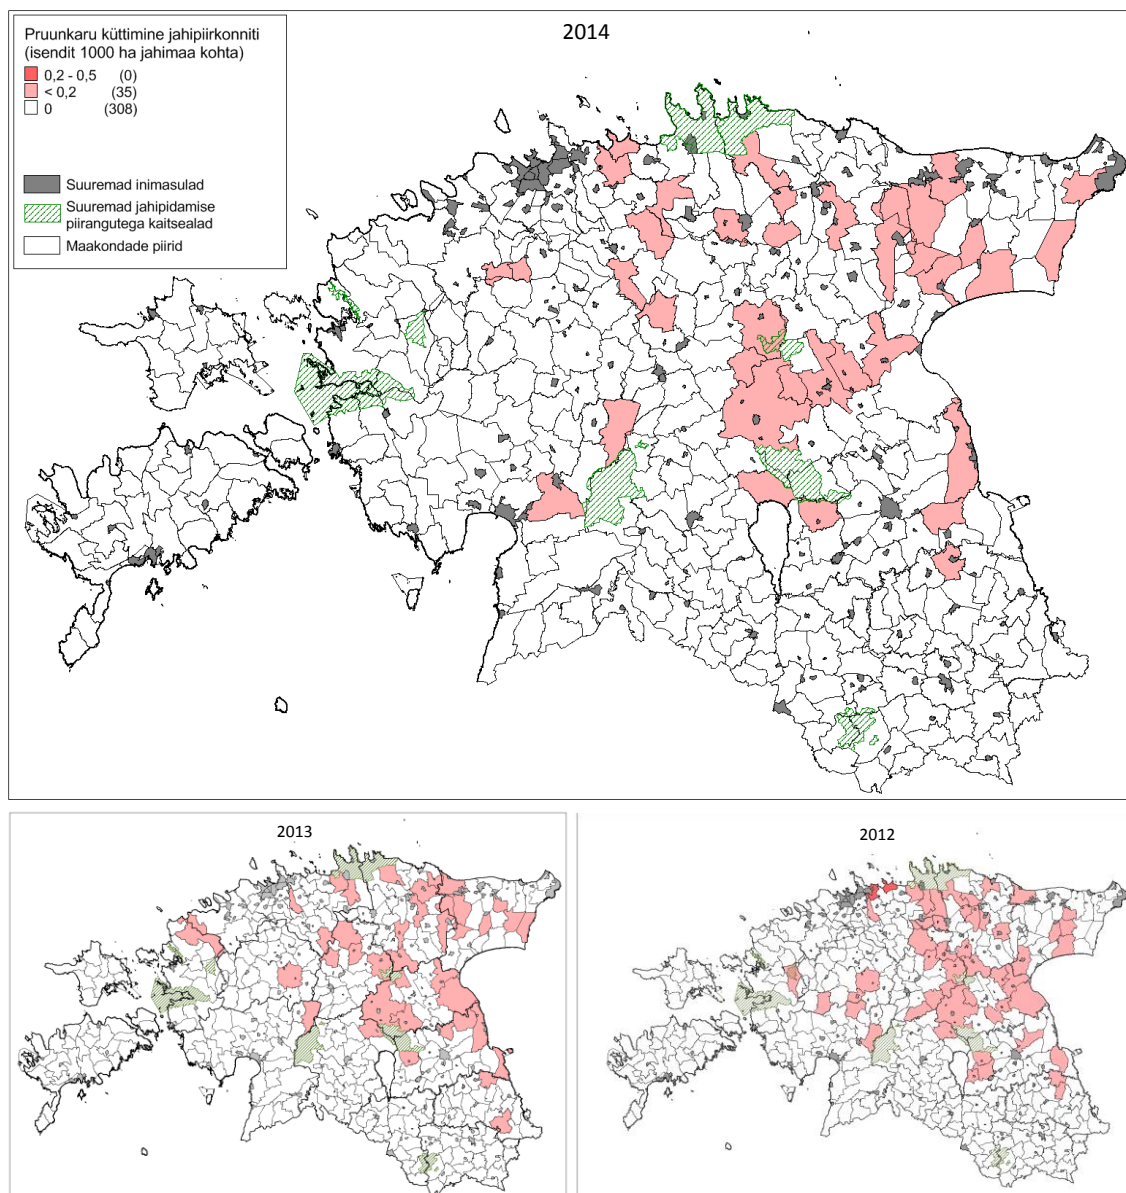 2014
Pruunkaru küttimine jahipiirkonniti
(isendit 1000 ha jahimaa kohta)
0,2 - 0,5 (0)
< 0,2 (35)
0 (308)
Suuremad inimasulad
Suuremad jahipidamise
piirangutega kaitsealad
Maakondade piirid
2013
2012